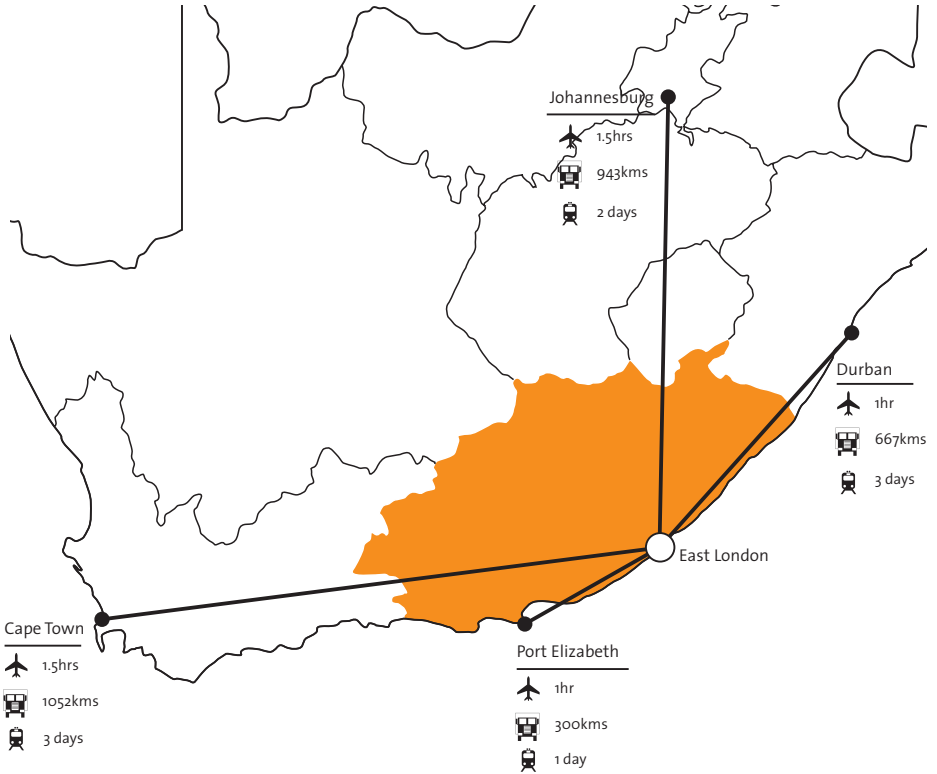 Johannesburg
1.5hrs
943kms
2 days
Durban
1hr
667kms
3 days
East London
Cape Town
1.5hrs
1052kms
3 days
Port Elizabeth
1hr
300kms
1 day